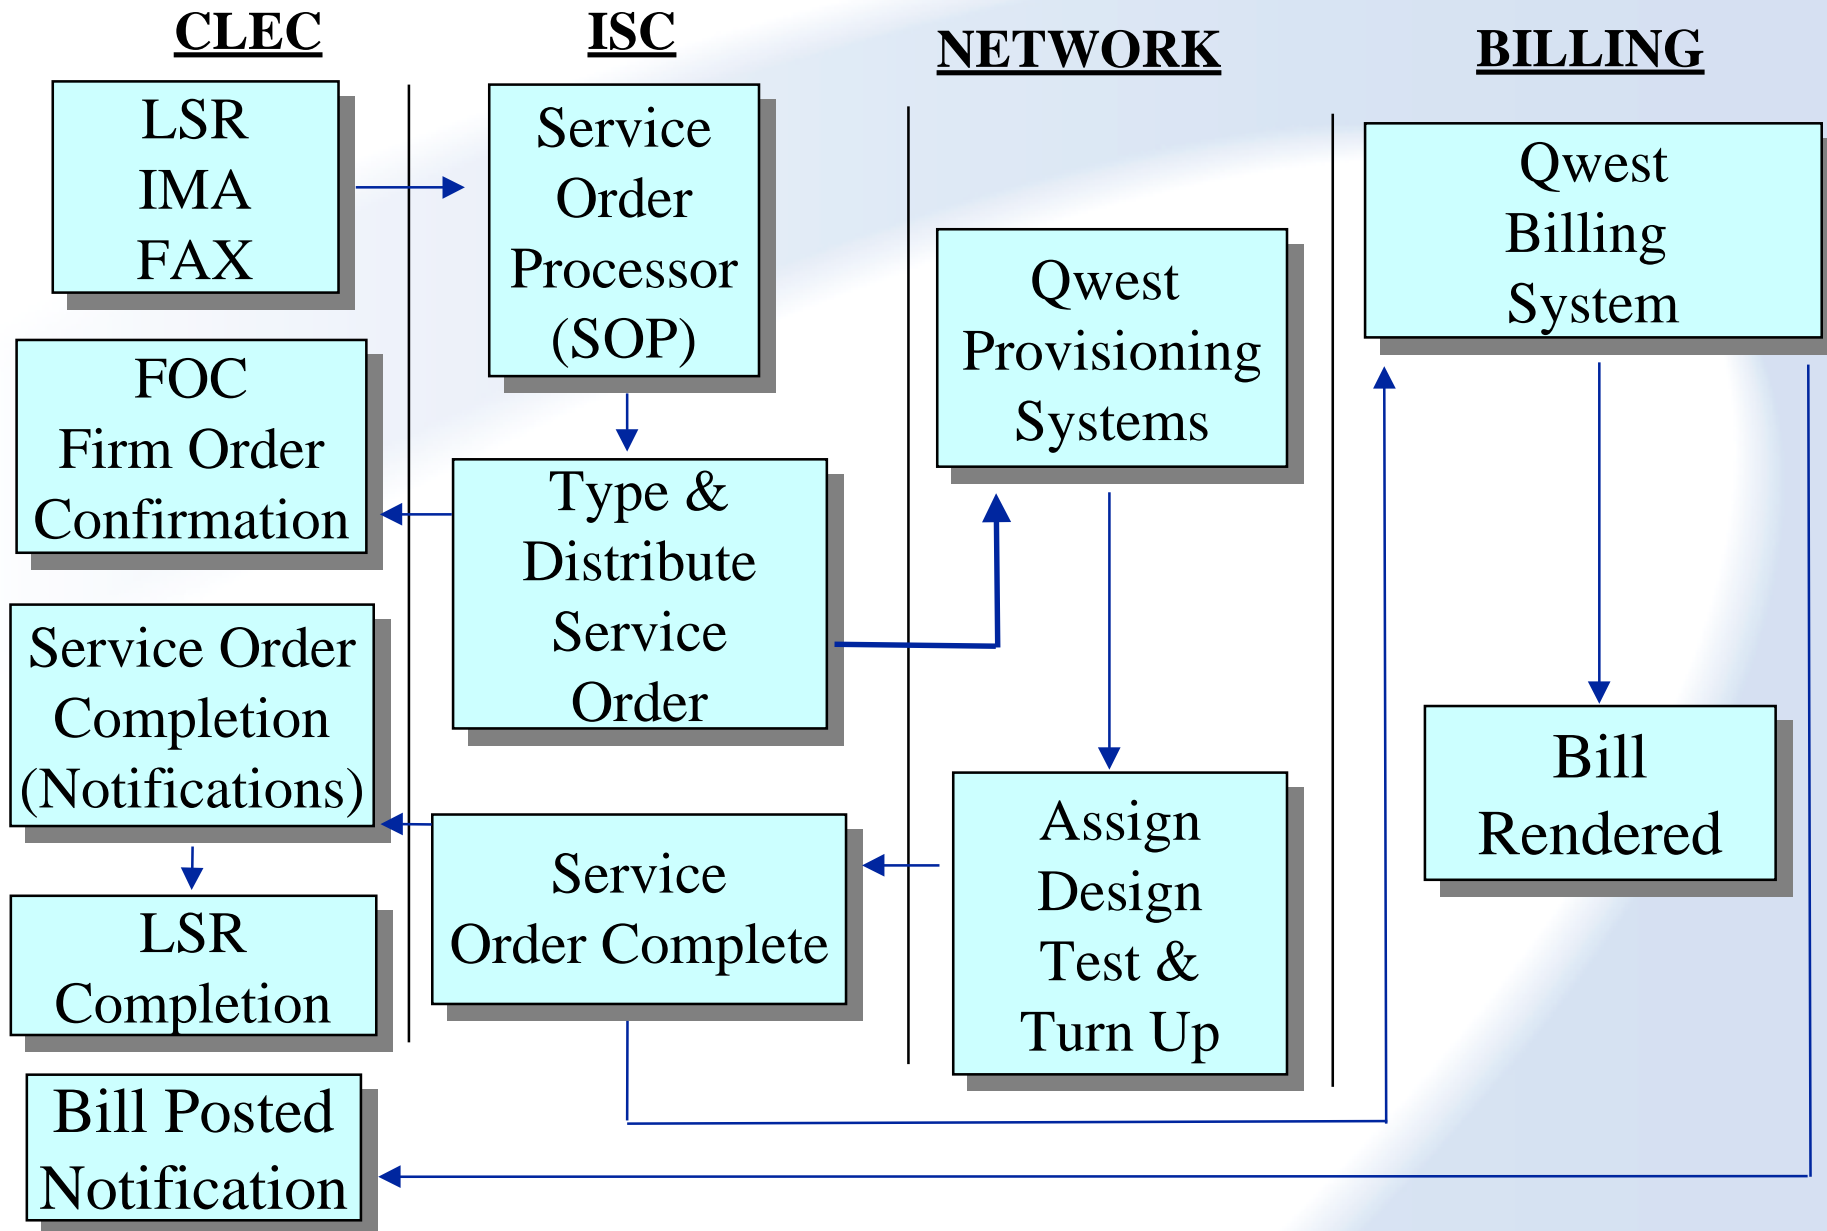 CLEC
ISC
NETWORK
BILLING
LSR
IMA
FAX
FOC
Firm Order
Confirmation
Service Order
Completion
(Notifications)
LSR
Completion
Bill Posted
Notification
Service
Order
Processor
(SOP)
Type &
Distribute
Service
Order
Service
Order Complete
Qwest
Provisioning
Systems
Assign
Design
Test &
Turn Up
Qwest
Billing
System
Bill
Rendered